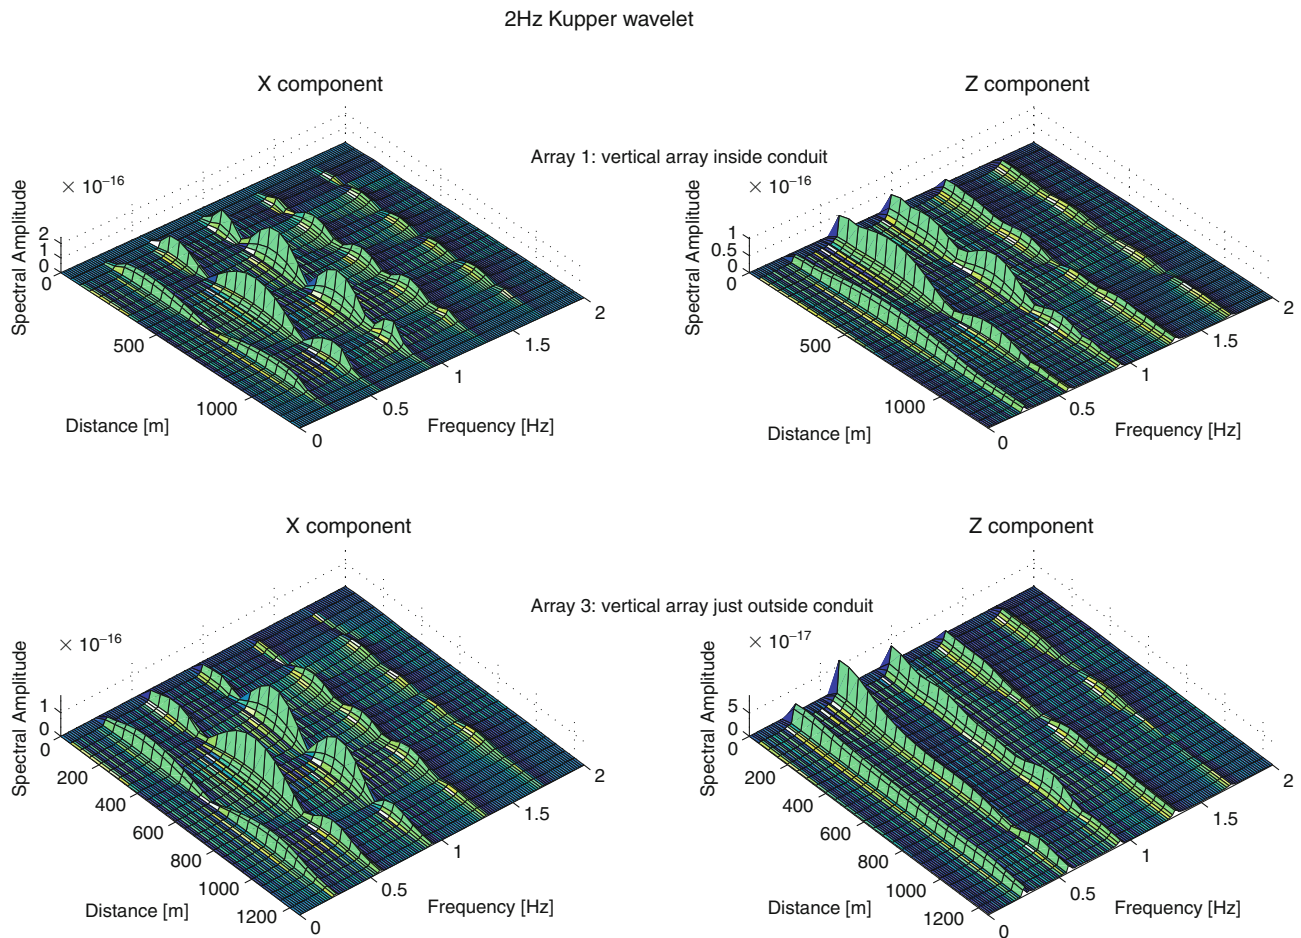 2Hz Kupper wavelet
X component
Z component
Array 1: vertical array inside conduit
× 10⁻¹⁶
Spectral Amplitude
2
1
0
0
500
1000
Distance [m]
0
0.5
1
1.5
2
Frequency [Hz]
× 10⁻¹⁶
Spectral Amplitude
1
0.5
0
0
500
1000
Distance [m]
0
0.5
1
1.5
2
Frequency [Hz]
X component
Z component
Array 3: vertical array just outside conduit
× 10⁻¹⁶
Spectral Amplitude
1
0
0
200
400
600
800
1000
1200
Distance [m]
0
0.5
1
1.5
2
Frequency [Hz]
× 10⁻¹⁷
Spectral Amplitude
5
0
0
200
400
600
800
1000
1200
Distance [m]
0
0.5
1
1.5
2
Frequency [Hz]